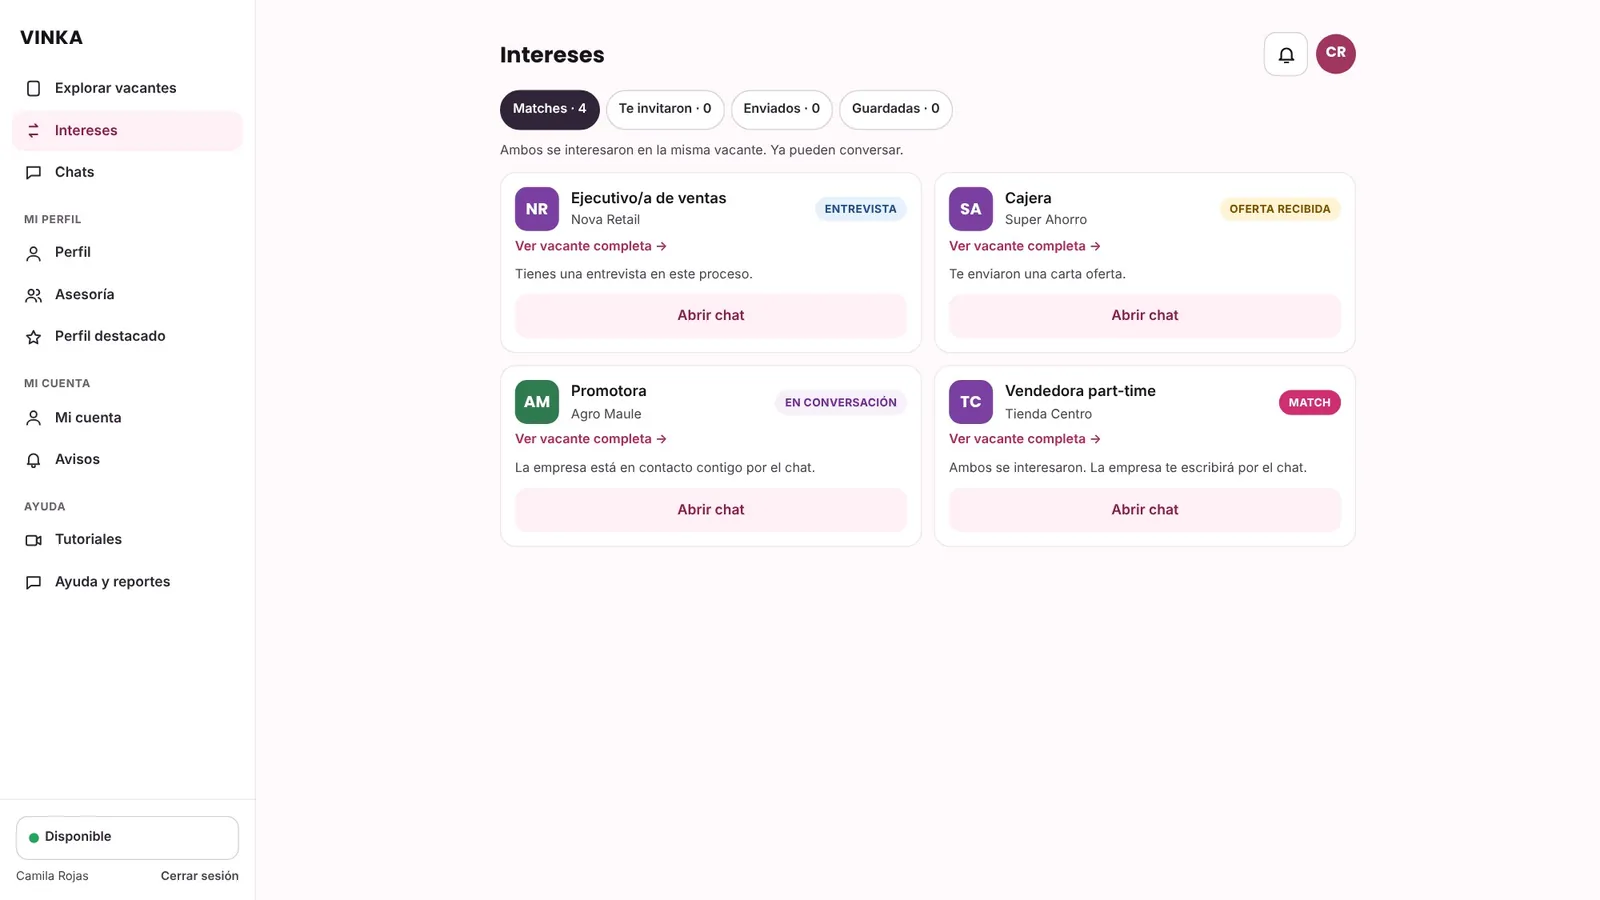 VINKA
Explorar vacantes
Intereses
Chats
MI PERFIL
Perfil
Asesoría
Perfil destacado
MI CUENTA
Mi cuenta
Avisos
AYUDA
Tutoriales
Ayuda y reportes
Disponible
Camila Rojas
Cerrar sesión
Intereses
CR
Matches · 4
Te invitaron · 0
Enviados · 0
Guardadas · 0
Ambos se interesaron en la misma vacante. Ya pueden conversar.
NR
Ejecutivo/a de ventas
Nova Retail
ENTREVISTA
Ver vacante completa →
Tienes una entrevista en este proceso.
Abrir chat
SA
Cajera
Super Ahorro
OFERTA RECIBIDA
Ver vacante completa →
Te enviaron una carta oferta.
Abrir chat
AM
Promotora
Agro Maule
EN CONVERSACIÓN
Ver vacante completa →
La empresa está en contacto contigo por el chat.
Abrir chat
TC
Vendedora part-time
Tienda Centro
MATCH
Ver vacante completa →
Ambos se interesaron. La empresa te escribirá por el chat.
Abrir chat